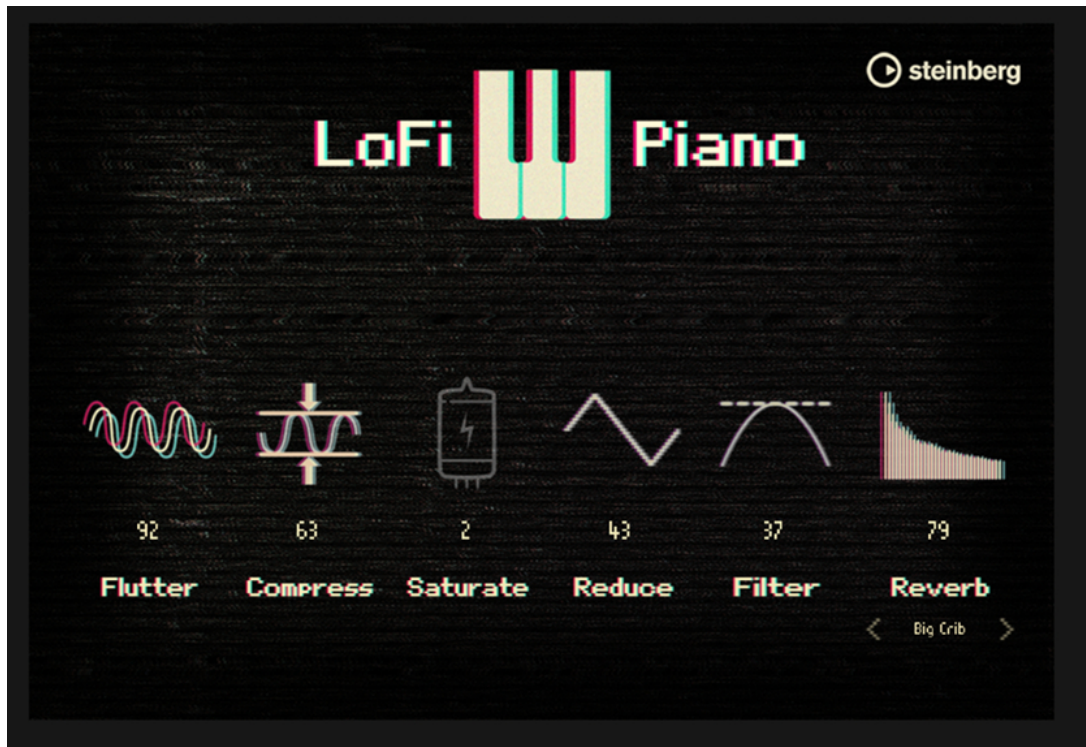 steinberg
LoFi Piano
92 63 2 43 37 79
Flutter Compress Saturate Reduce Filter Reverb
< Big Crib >